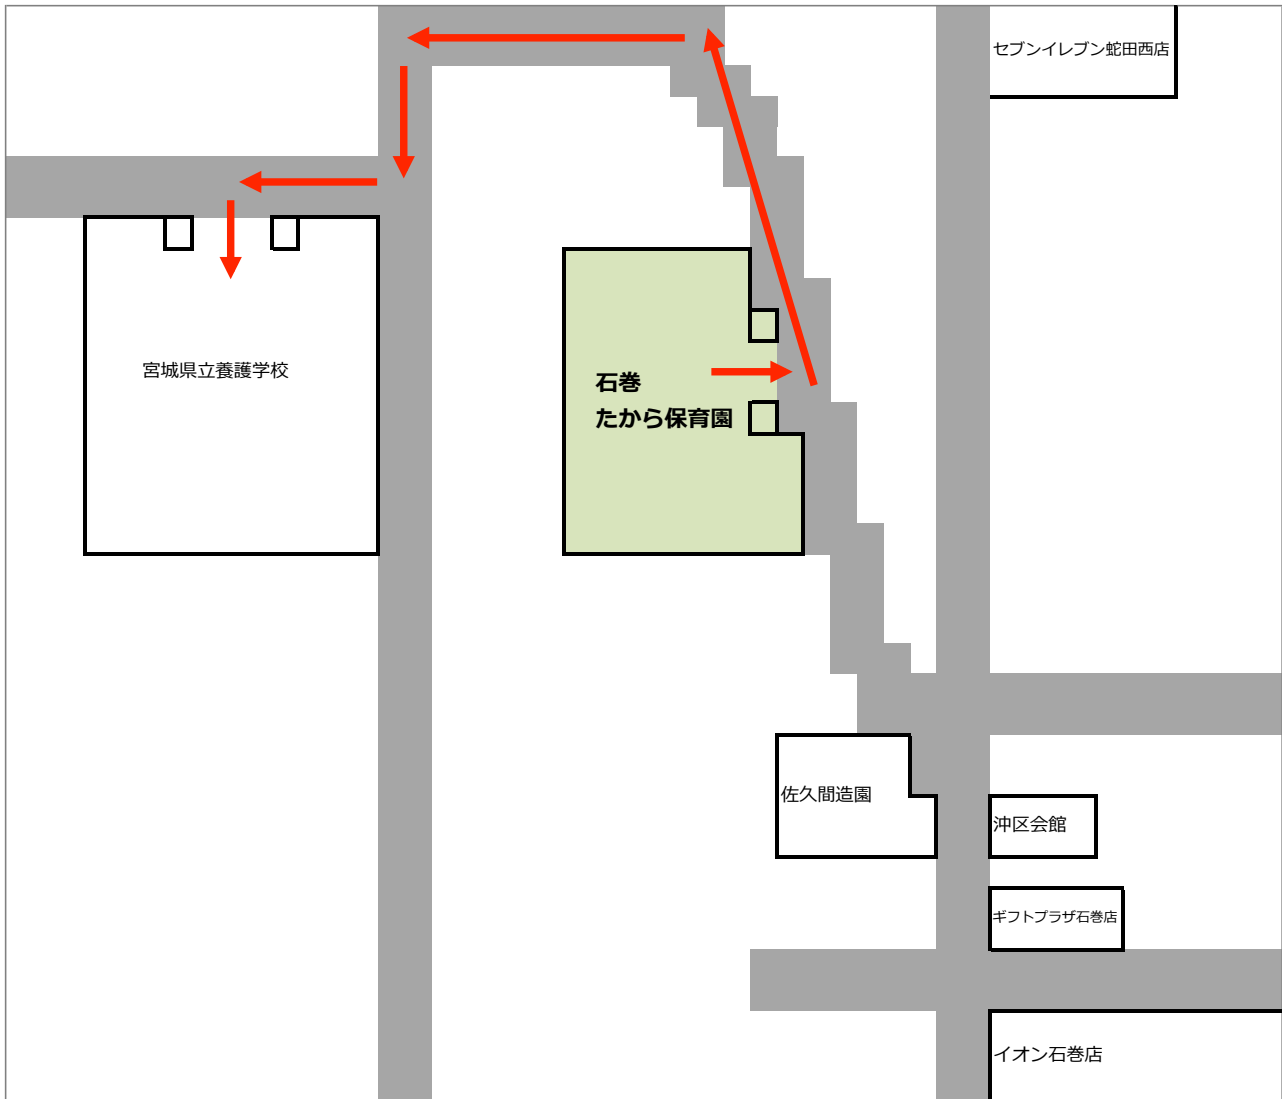 セブンイレブン蛇田西店
宮城県立養護学校
石巻
たから保育園
佐久間造園
沖区会館
ギフトプラザ石巻店
イオン石巻店